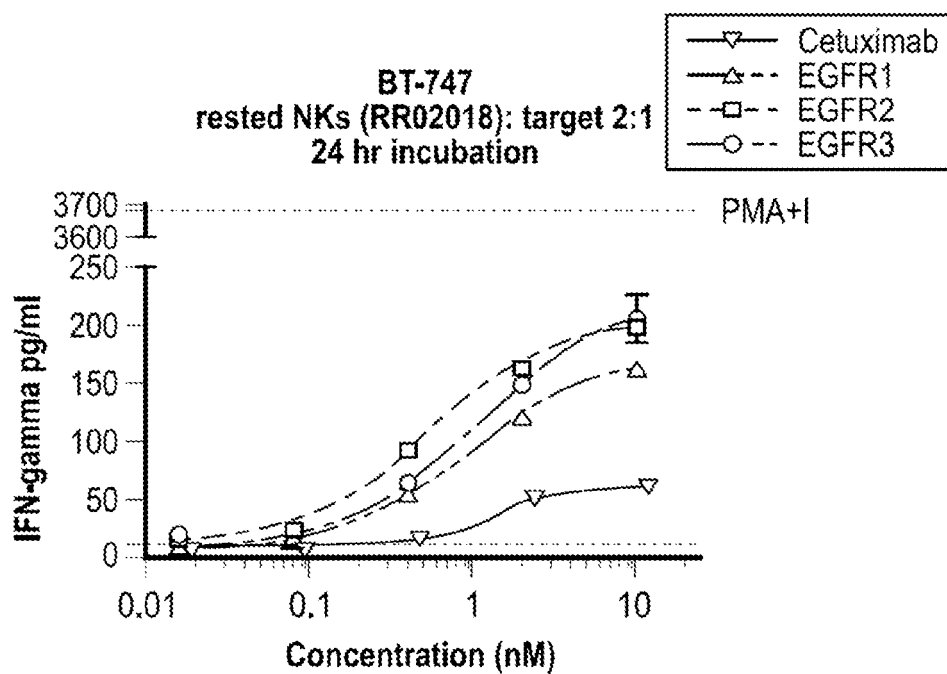 Cetuximab
EGFR1
EGFR2
EGFR3
BT-747
rested NKs (RR02018): target 2:1
24 hr incubation
3700
3600
PMA+I
250
200
150
100
50
0
IFN-gamma pg/ml
0.01
0.1
1
10
Concentration (nM)